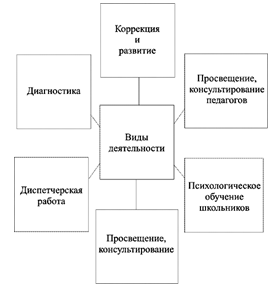 Коррекция
и
развитие
Диагностика
Просвещение,
консультирование
педагогов
Виды
деятельности
Диспетчерская
работа
Психологическое
обучение
школьников
Просвещение,
консультирование